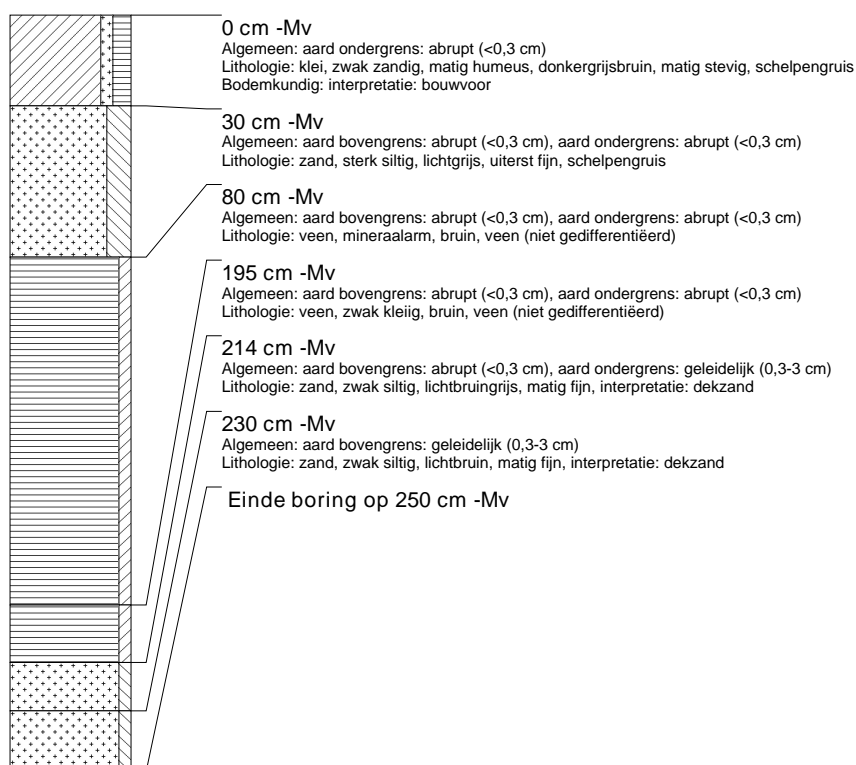 0 cm -Mv
Algemeen: aard ondergrens: abrupt (<0,3 cm)
Lithologie: klei, zwak zandig, matig humeus, donkergrijsbruin, matig stevig, schelpengruis
Bodemkundig: interpretatie: bouwvoor
30 cm -Mv
Algemeen: aard bovengrens: abrupt (<0,3 cm), aard ondergrens: abrupt (<0,3 cm)
Lithologie: zand, sterk siltig, lichtgrijs, uiterst fijn, schelpengruis
80 cm -Mv
Algemeen: aard bovengrens: abrupt (<0,3 cm), aard ondergrens: abrupt (<0,3 cm)
Lithologie: veen, mineraalarm, bruin, veen (niet gedifferentiëerd)
195 cm -Mv
Algemeen: aard bovengrens: abrupt (<0,3 cm), aard ondergrens: abrupt (<0,3 cm)
Lithologie: veen, zwak kleiig, bruin, veen (niet gedifferentiëerd)
214 cm -Mv
Algemeen: aard bovengrens: abrupt (<0,3 cm), aard ondergrens: geleidelijk (0,3-3 cm)
Lithologie: zand, zwak siltig, lichtbruingrijs, matig fijn, interpretatie: dekzand
230 cm -Mv
Algemeen: aard bovengrens: geleidelijk (0,3-3 cm)
Lithologie: zand, zwak siltig, lichtbruin, matig fijn, interpretatie: dekzand
Einde boring op 250 cm -Mv